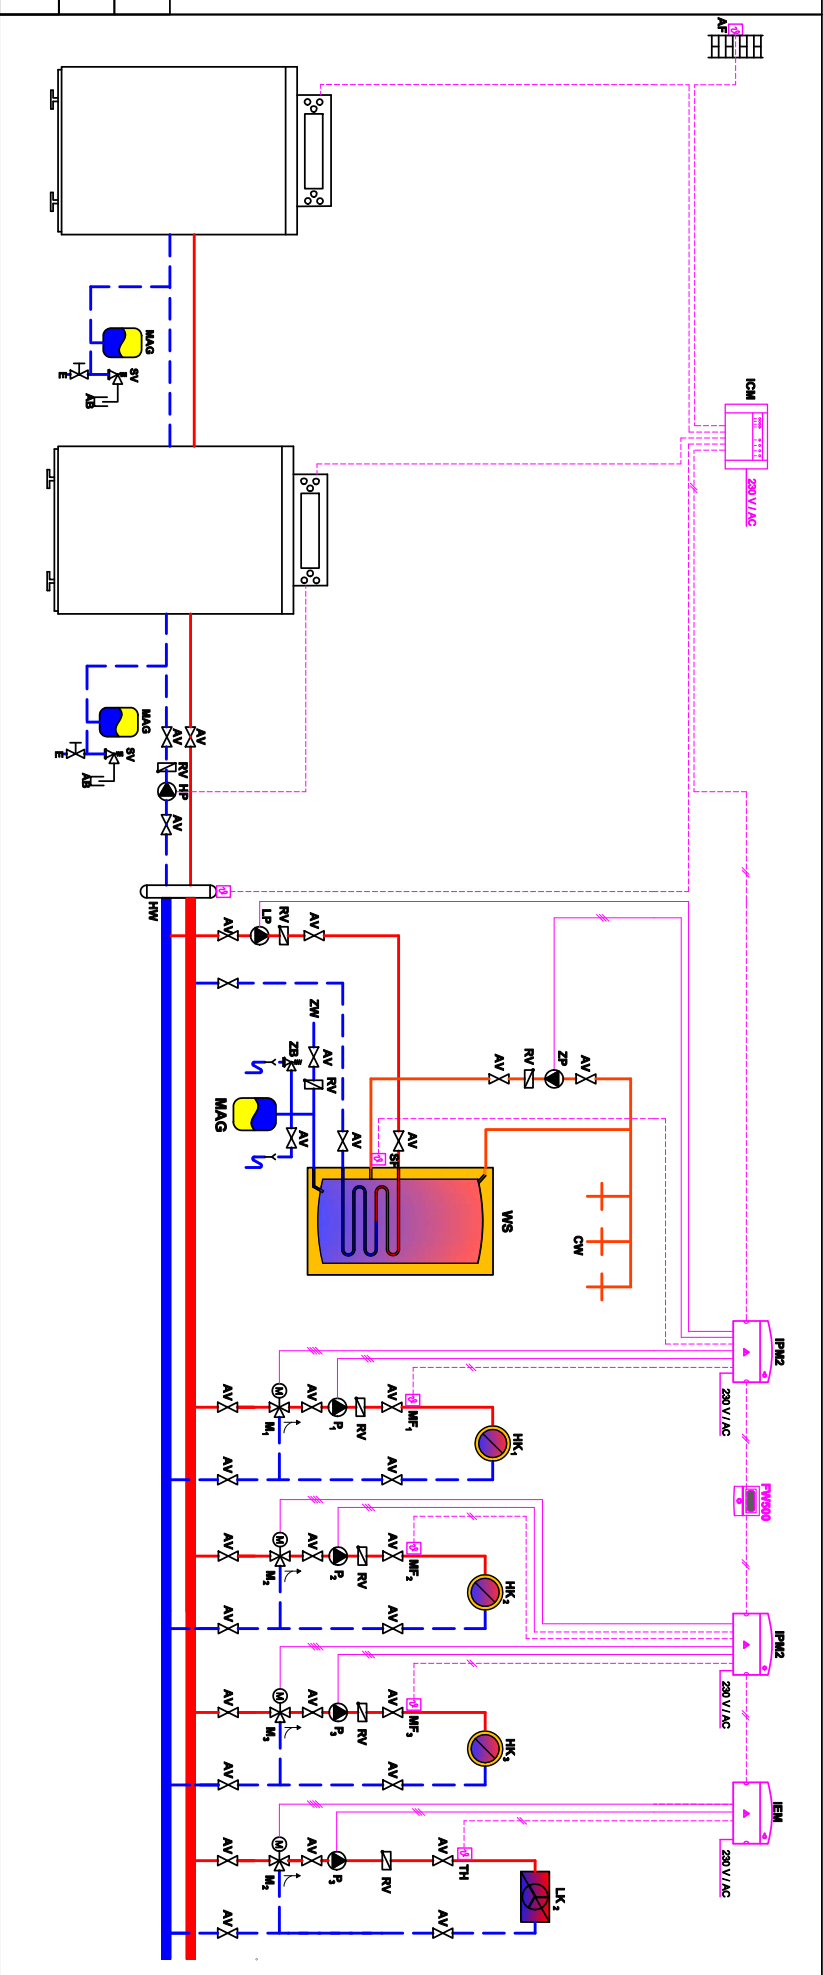 AF
ICM
230 V / AC
MAG
SV
E
AB
MAG
SV
E
AB
AV
AV
RV
HP
AV
HW
AV
LP
RV
AV
ZW
AV
ZB
RV
MAG
AV
AV
AV
SF
WS
AV
RV
ZP
AV
CW
IPM2
230 V / AC
FW500
IPM2
230 V / AC
IEM
230 V / AC
AV
M
M₁
AV
P₁
RV
AV
MF₁
HK₁
AV
AV
AV
M
M₂
AV
P₂
RV
AV
MF₂
HK₂
AV
AV
AV
M
M₃
AV
P₃
RV
AV
MF₃
HK₃
AV
AV
AV
M
M₂
AV
P₃
RV
AV
TH
LK₂
AV
AV